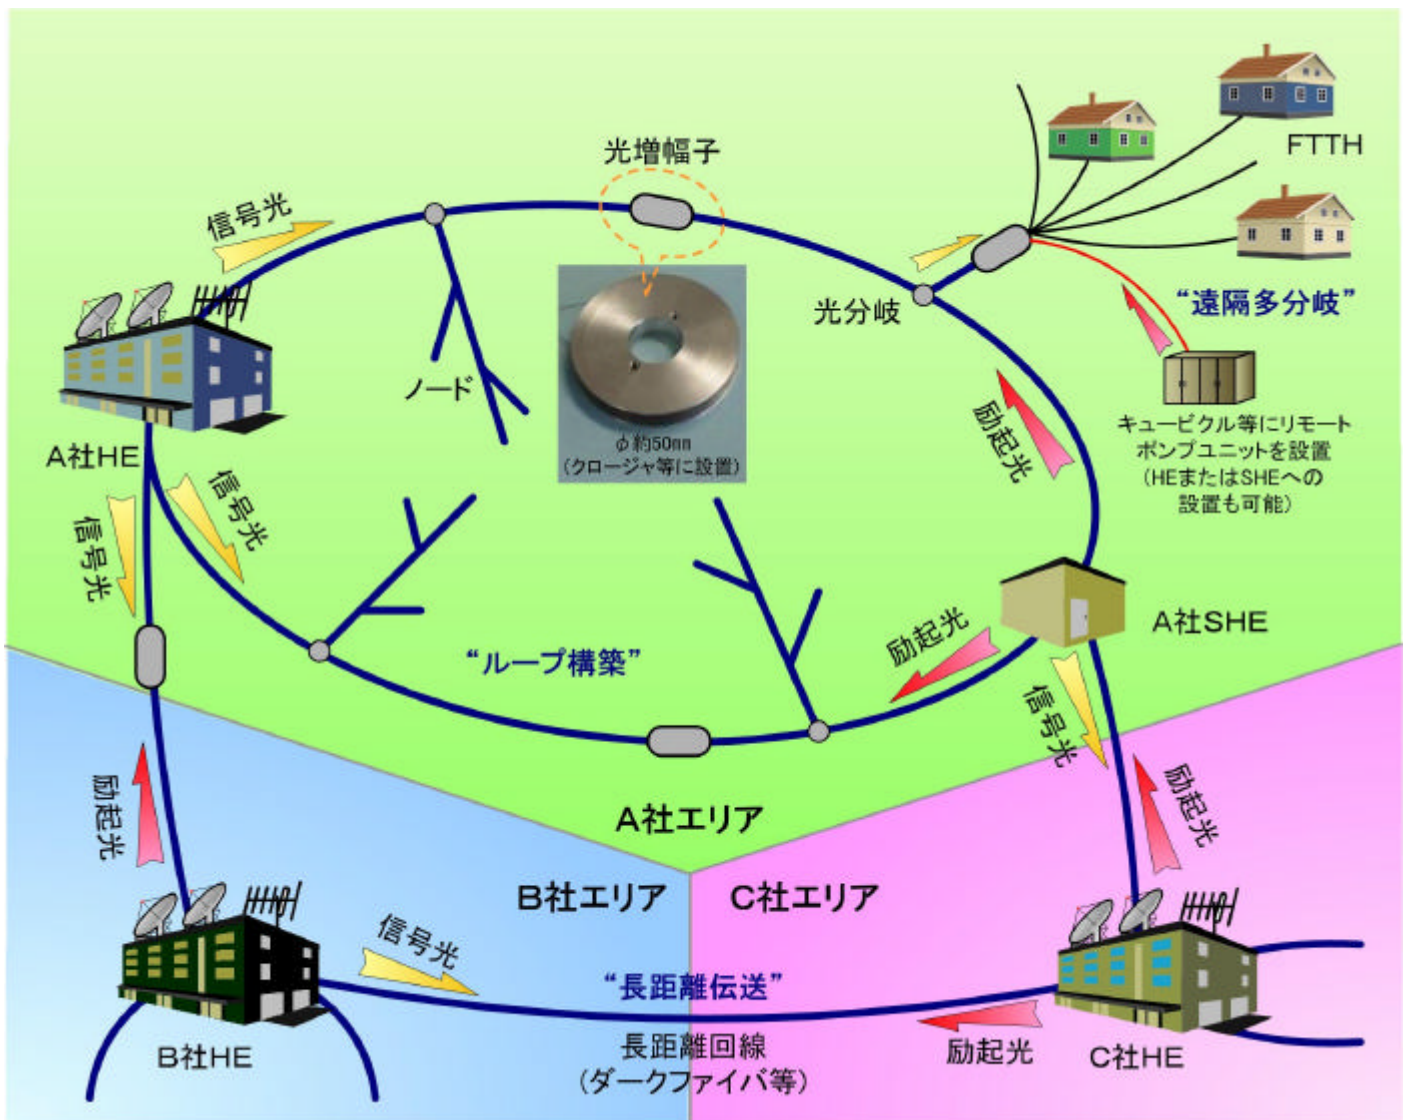 光増幅子
FTTH
信号光
光分岐
“遠隔多分岐”
ノード
φ約50㎜
(クロージャ等に設置)
励起光
キュービクル等にリモート
ポンプユニットを設置
(HEまたはSHEへの
設置も可能)
A社HE
信号光
信号光
A社SHE
“ループ構築”
励起光
信号光
励起光
励起光
A社エリア
B社エリア
C社エリア
信号光
“長距離伝送”
長距離回線
(ダークファイバ等)
励起光
B社HE
C社HE